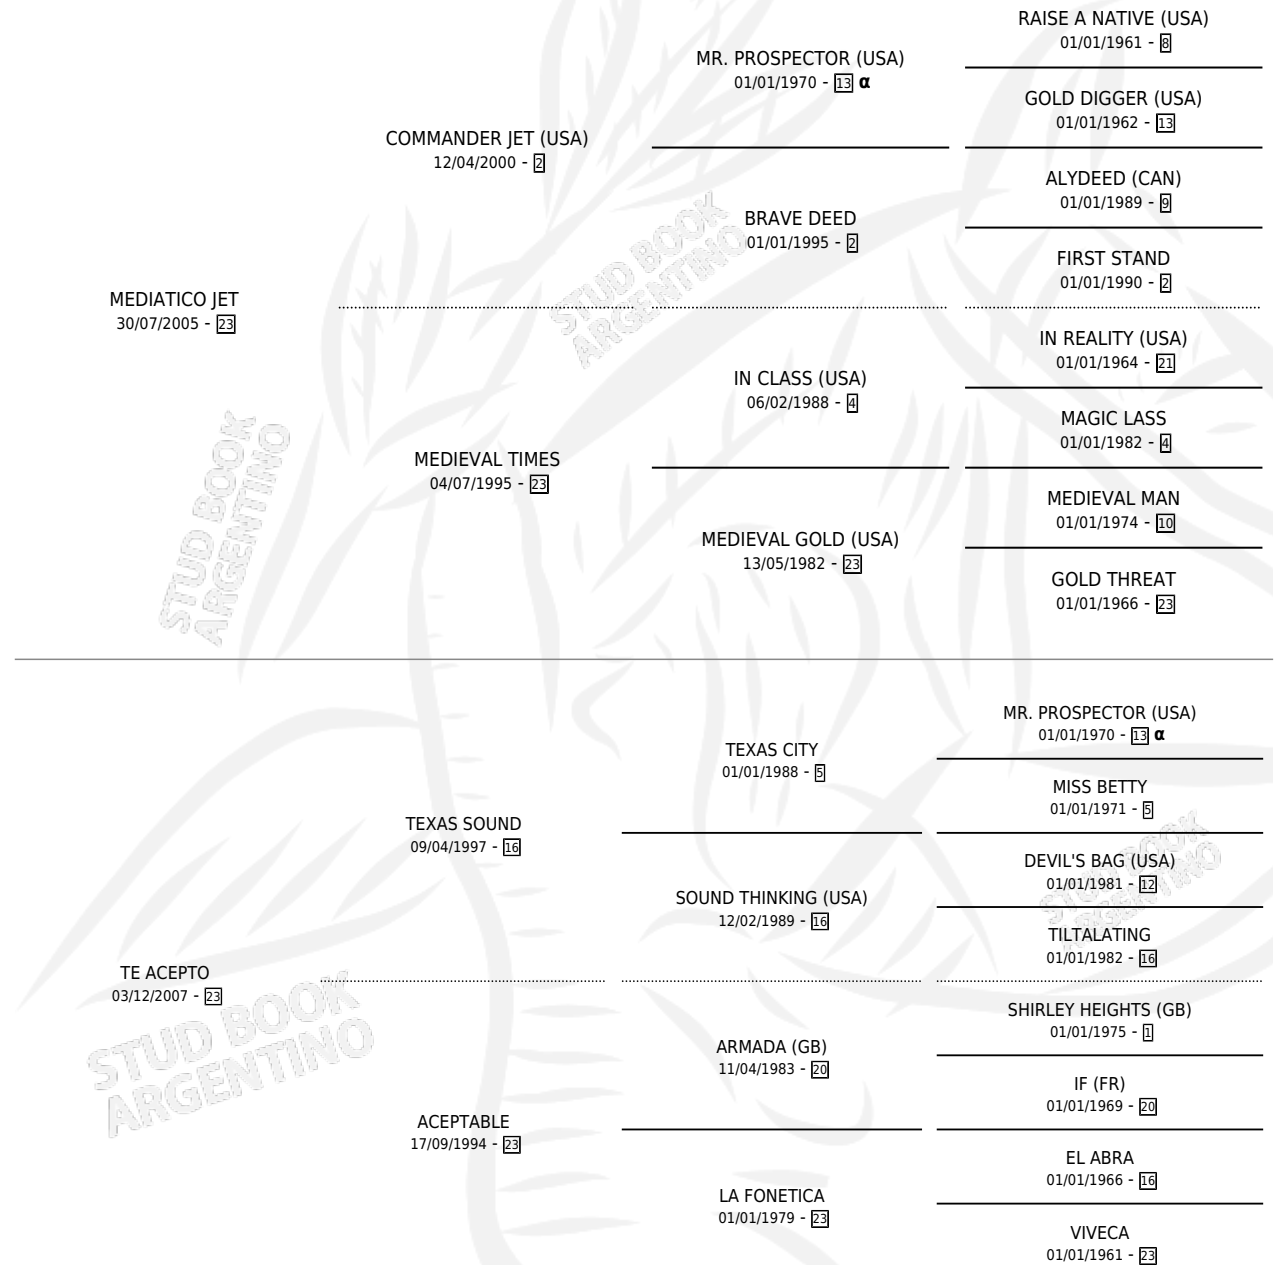 RAISE A NATIVE (USA)
01/01/1961 - 8
MR. PROSPECTOR (USA)
01/01/1970 - 13 α
GOLD DIGGER (USA)
01/01/1962 - 13
COMMANDER JET (USA)
12/04/2000 - 2
ALYDEED (CAN)
01/01/1989 - 9
BRAVE DEED
01/01/1995 - 2
FIRST STAND
01/01/1990 - 2
MEDIATICO JET
30/07/2005 - 23
IN REALITY (USA)
01/01/1964 - 21
IN CLASS (USA)
06/02/1988 - 4
MAGIC LASS
01/01/1982 - 4
MEDIEVAL TIMES
04/07/1995 - 23
MEDIEVAL MAN
01/01/1974 - 10
MEDIEVAL GOLD (USA)
13/05/1982 - 23
GOLD THREAT
01/01/1966 - 23
MR. PROSPECTOR (USA)
01/01/1970 - 13 α
TEXAS CITY
01/01/1988 - 5
MISS BETTY
01/01/1971 - 5
TEXAS SOUND
09/04/1997 - 16
DEVIL'S BAG (USA)
01/01/1981 - 12
SOUND THINKING (USA)
12/02/1989 - 16
TILTALATING
01/01/1982 - 16
TE ACEPTO
03/12/2007 - 23
SHIRLEY HEIGHTS (GB)
01/01/1975 - 1
ARMADA (GB)
11/04/1983 - 20
IF (FR)
01/01/1969 - 20
ACEPTABLE
17/09/1994 - 23
EL ABRA
01/01/1966 - 16
LA FONETICA
01/01/1979 - 23
VIVECA
01/01/1961 - 23
STUD BOOK
ARGENTINO
STUD BOOK
ARGENTINO
STUD BOOK
ARGENTINO
STUD BOOK
ARGENTINO